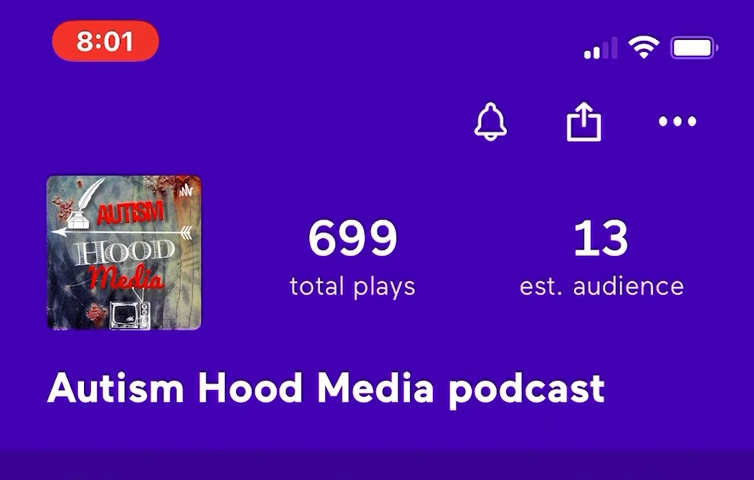 8:01
AUTISM
HOOD
Media
699
total plays
13
est. audience
Autism Hood Media podcast